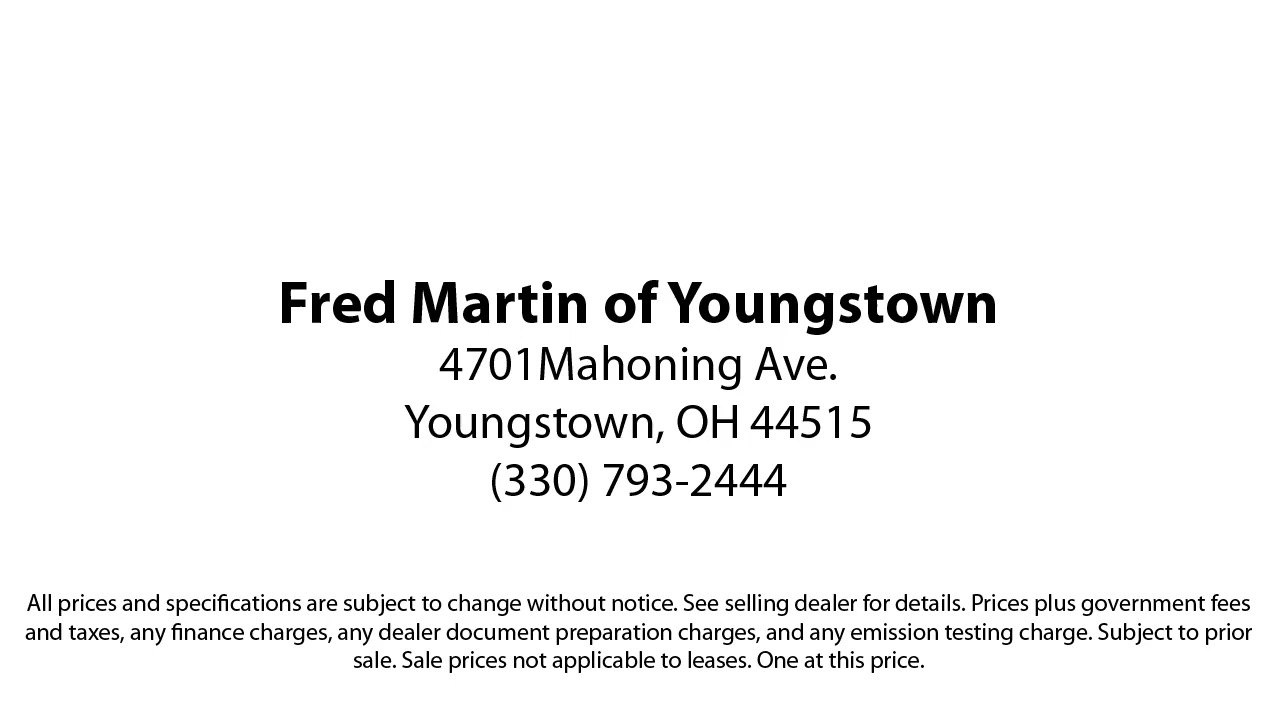 Fred Martin of Youngstown
4701Mahoning Ave.
Youngstown, OH 44515
(330) 793-2444
All prices and specifications are subject to change without notice. See selling dealer for details. Prices plus government fees
and taxes, any finance charges, any dealer document preparation charges, and any emission testing charge. Subject to prior
sale. Sale prices not applicable to leases. One at this price.